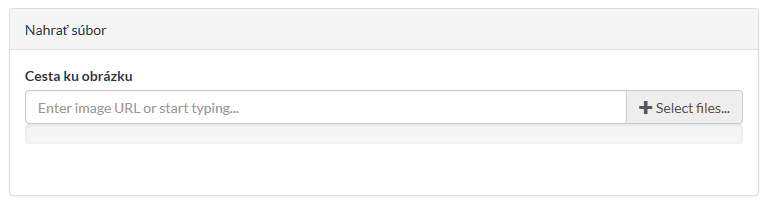 Nahrať súbor
Cesta ku obrázku
Enter image URL or start typing...
Select files...